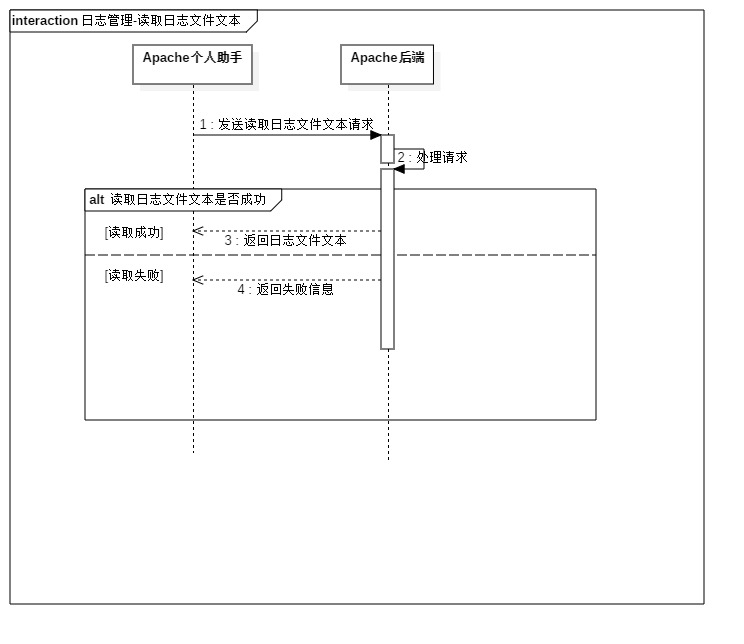 interaction 日志管理-读取日志文件文本
Apache个人助手
Apache后端
1 : 发送读取日志文件文本请求
2 : 处理请求
alt 读取日志文件文本是否成功
[读取成功]
3 : 返回日志文件文本
[读取失败]
4 : 返回失败信息